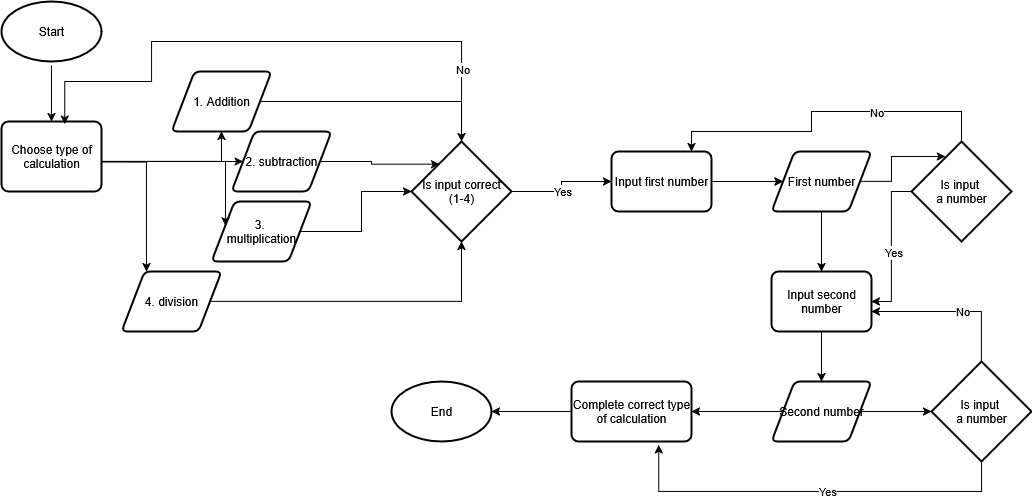 Start
No
1. Addition
Choose type of
calculation
2. subtraction
3.
multiplication
4. division
Is input correct
(1-4)
Yes
Input first number
First number
No
Is input
a number
Yes
Input second
number
No
Second number
Is input
a number
Complete correct type
of calculation
End
Yes